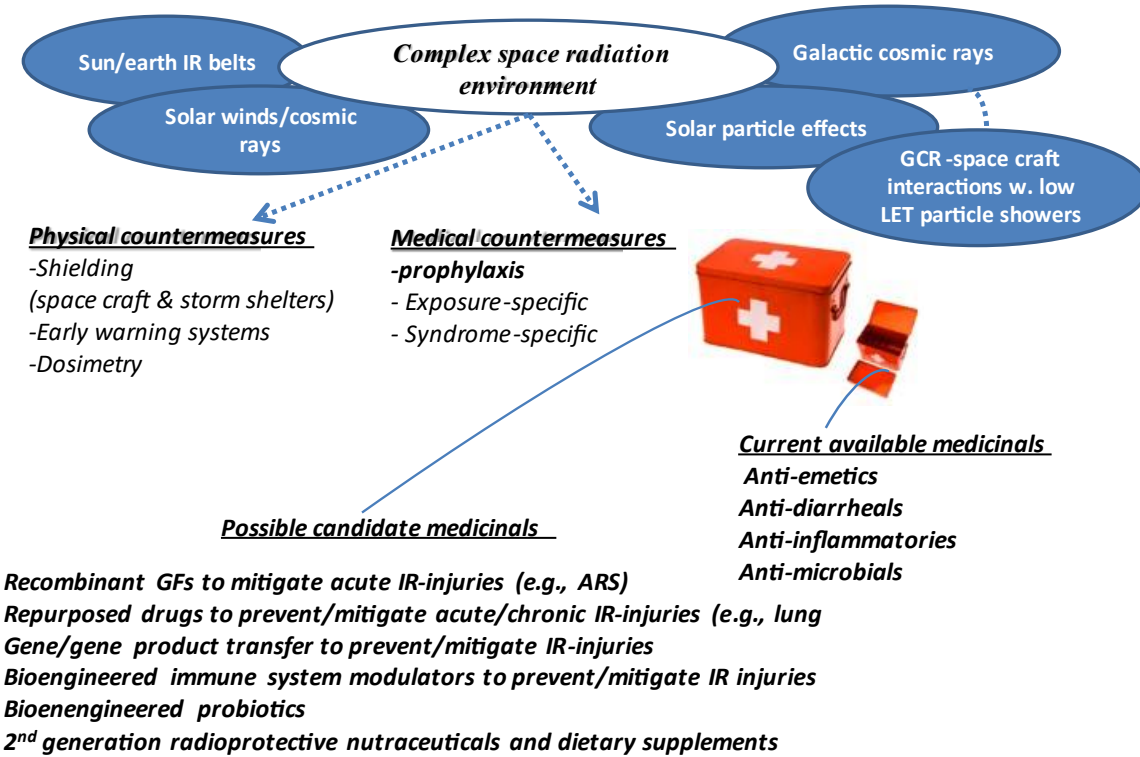 Complex space radiation
environment
Sun/earth IR belts
Solar winds/cosmic
rays
Galactic cosmic rays
Solar particle effects
GCR -space craft
interactions w. low
LET particle showers
Physical countermeasures
-Shielding
(space craft & storm shelters)
-Early warning systems
-Dosimetry
Medical countermeasures
-prophylaxis
- Exposure-specific
- Syndrome-specific
Current available medicinals
Anti-emetics
Anti-diarrheals
Anti-inflammatories
Anti-microbials
Possible candidate medicinals
Recombinant GFs to mitigate acute IR-injuries (e.g., ARS)
Repurposed drugs to prevent/mitigate acute/chronic IR-injuries (e.g., lung
Gene/gene product transfer to prevent/mitigate IR-injuries
Bioengineered immune system modulators to prevent/mitigate IR injuries
Bioenengineered probiotics
2nd generation radioprotective nutraceuticals and dietary supplements